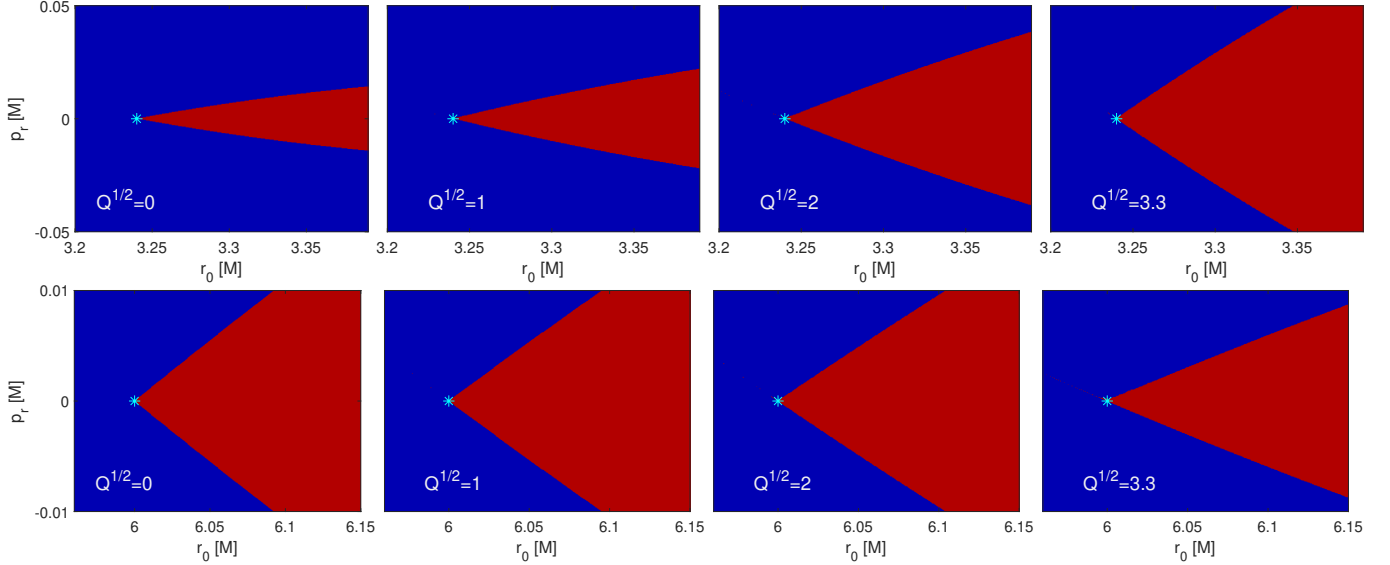 0.05
p_r [M]
0
-0.05
Q^{1/2}=0
Q^{1/2}=1
Q^{1/2}=2
Q^{1/2}=3.3
3.2 3.25 3.3 3.35
3.2 3.25 3.3 3.35
3.2 3.25 3.3 3.35
3.2 3.25 3.3 3.35
r_0 [M]
r_0 [M]
r_0 [M]
r_0 [M]
0.01
p_r [M]
0
-0.01
Q^{1/2}=0
Q^{1/2}=1
Q^{1/2}=2
Q^{1/2}=3.3
6 6.05 6.1 6.15
6 6.05 6.1 6.15
6 6.05 6.1 6.15
6 6.05 6.1 6.15
r_0 [M]
r_0 [M]
r_0 [M]
r_0 [M]